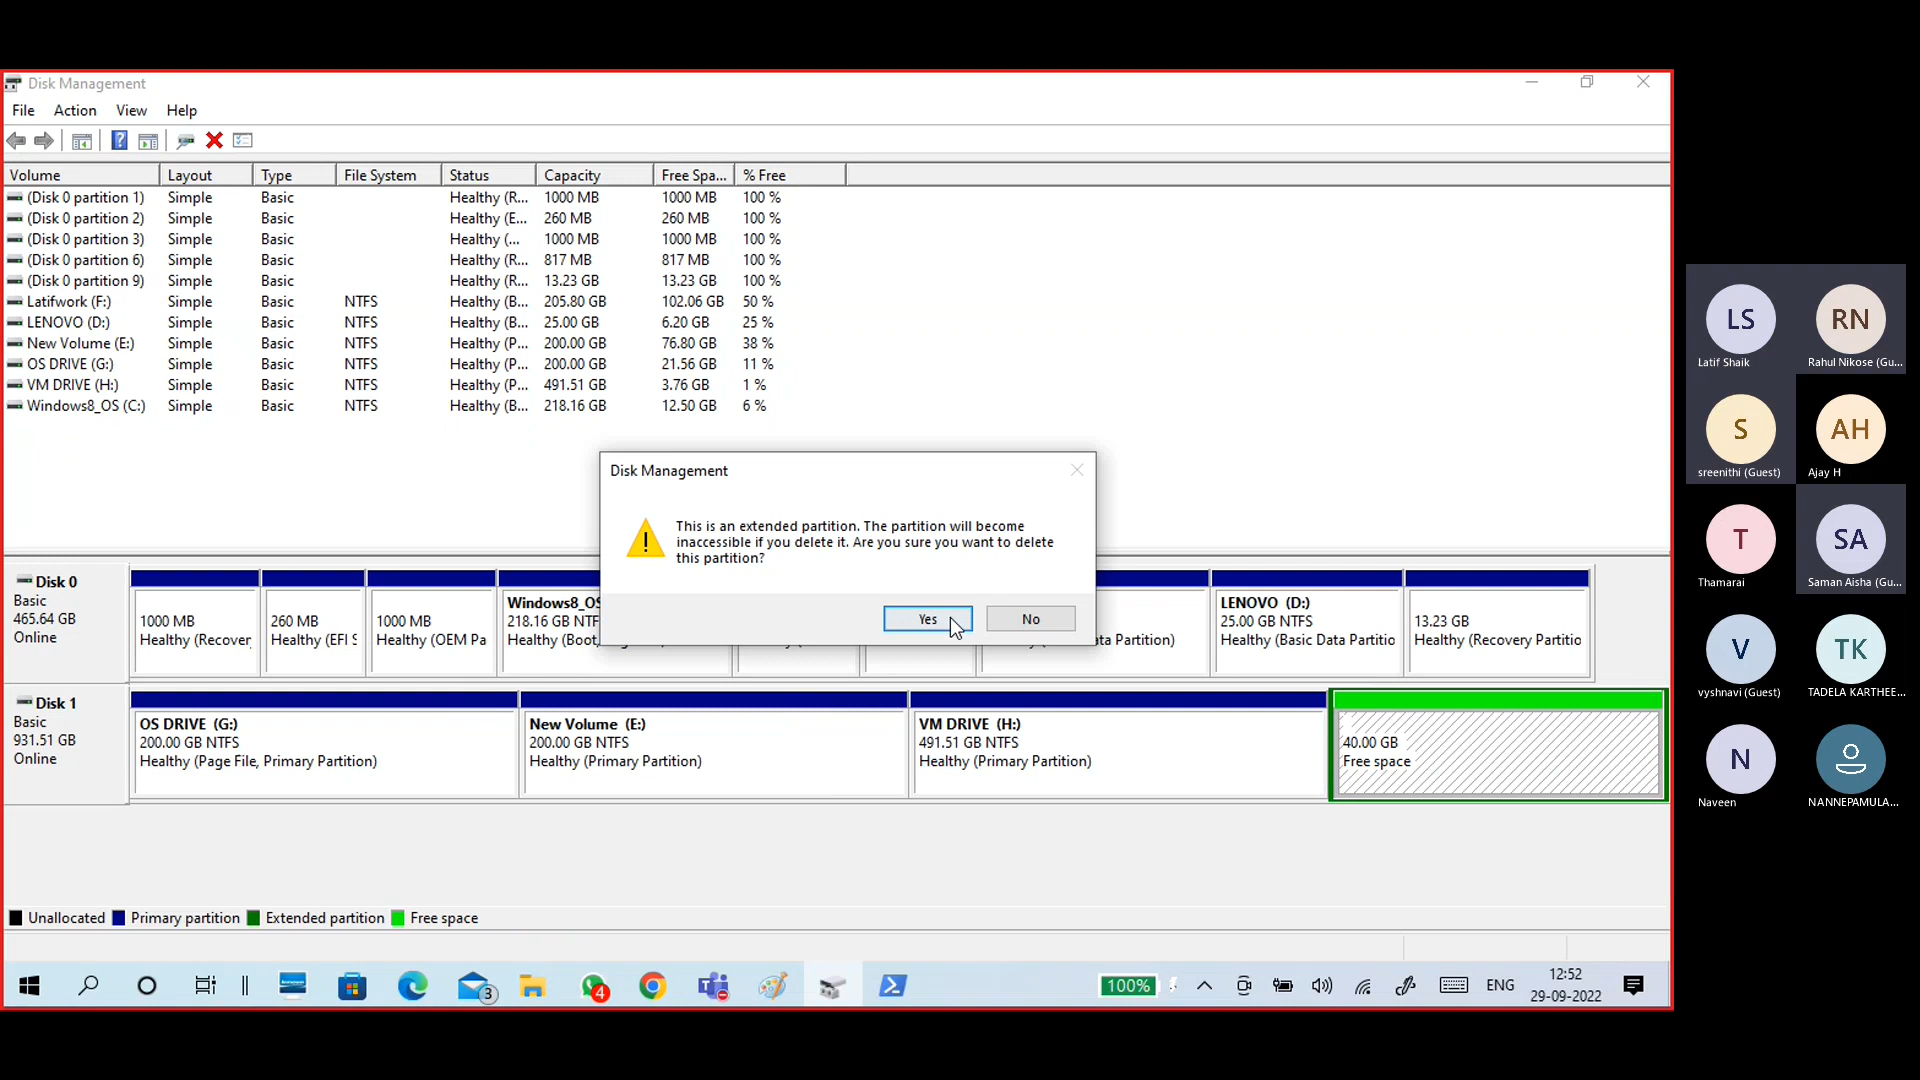 Disk Management
File Action View Help
Volume Layout Type File System Status Capacity Free Spa... % Free
(Disk 0 partition 1) Simple Basic Healthy (R... 1000 MB 1000 MB 100 %
(Disk 0 partition 2) Simple Basic Healthy (E... 260 MB 260 MB 100 %
(Disk 0 partition 3) Simple Basic Healthy (... 1000 MB 1000 MB 100 %
(Disk 0 partition 6) Simple Basic Healthy (R... 817 MB 817 MB 100 %
(Disk 0 partition 9) Simple Basic Healthy (R... 13.23 GB 13.23 GB 100 %
Latifwork (F:) Simple Basic NTFS Healthy (B... 205.80 GB 102.06 GB 50 %
LENOVO (D:) Simple Basic NTFS Healthy (B... 25.00 GB 6.20 GB 25 %
New Volume (E:) Simple Basic NTFS Healthy (P... 200.00 GB 76.80 GB 38 %
OS DRIVE (G:) Simple Basic NTFS Healthy (P... 200.00 GB 21.56 GB 11 %
VM DRIVE (H:) Simple Basic NTFS Healthy (P... 491.51 GB 3.76 GB 1 %
Windows8_OS (C:) Simple Basic NTFS Healthy (B... 218.16 GB 12.50 GB 6 %
Disk Management
This is an extended partition. The partition will become
inaccessible if you delete it. Are you sure you want to delete
this partition?
Yes No
Disk 0
Basic
465.64 GB
Online
1000 MB
Healthy (Recover
260 MB
Healthy (EFI S
1000 MB
Healthy (OEM Pa
Windows8_OS
218.16 GB NTF
Healthy (Boot,
ata Partition)
LENOVO (D:)
25.00 GB NTFS
Healthy (Basic Data Partitio
13.23 GB
Healthy (Recovery Partitio
Disk 1
Basic
931.51 GB
Online
OS DRIVE (G:)
200.00 GB NTFS
Healthy (Page File, Primary Partition)
New Volume (E:)
200.00 GB NTFS
Healthy (Primary Partition)
VM DRIVE (H:)
491.51 GB NTFS
Healthy (Primary Partition)
40.00 GB
Free space
Unallocated Primary partition Extended partition Free space
3 4 100% ENG 12:52
29-09-2022
LS RN
Latif Shaik Rahul Nikose (Gu...
S AH
sreenithi (Guest) Ajay H
T SA
Thamarai Saman Aisha (Gu...
V TK
vyshnavi (Guest) TADELA KARTHEE...
N
Naveen NANNEPAMULA...